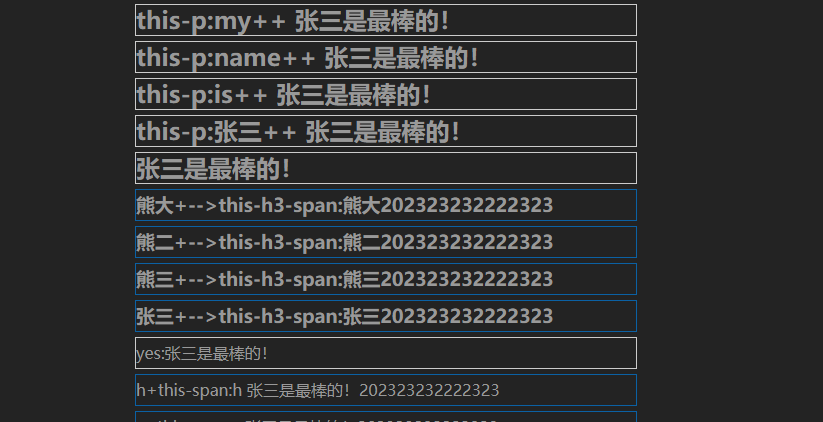 this-p:my++ 张三是最棒的！
this-p:name++ 张三是最棒的！
this-p:is++ 张三是最棒的！
this-p:张三++ 张三是最棒的！
张三是最棒的！
熊大+-->this-h3-span:熊大202323232222323
熊二+-->this-h3-span:熊二202323232222323
熊三+-->this-h3-span:熊三202323232222323
张三+-->this-h3-span:张三202323232222323
yes:张三是最棒的！
h+this-span:h 张三是最棒的！202323232222323